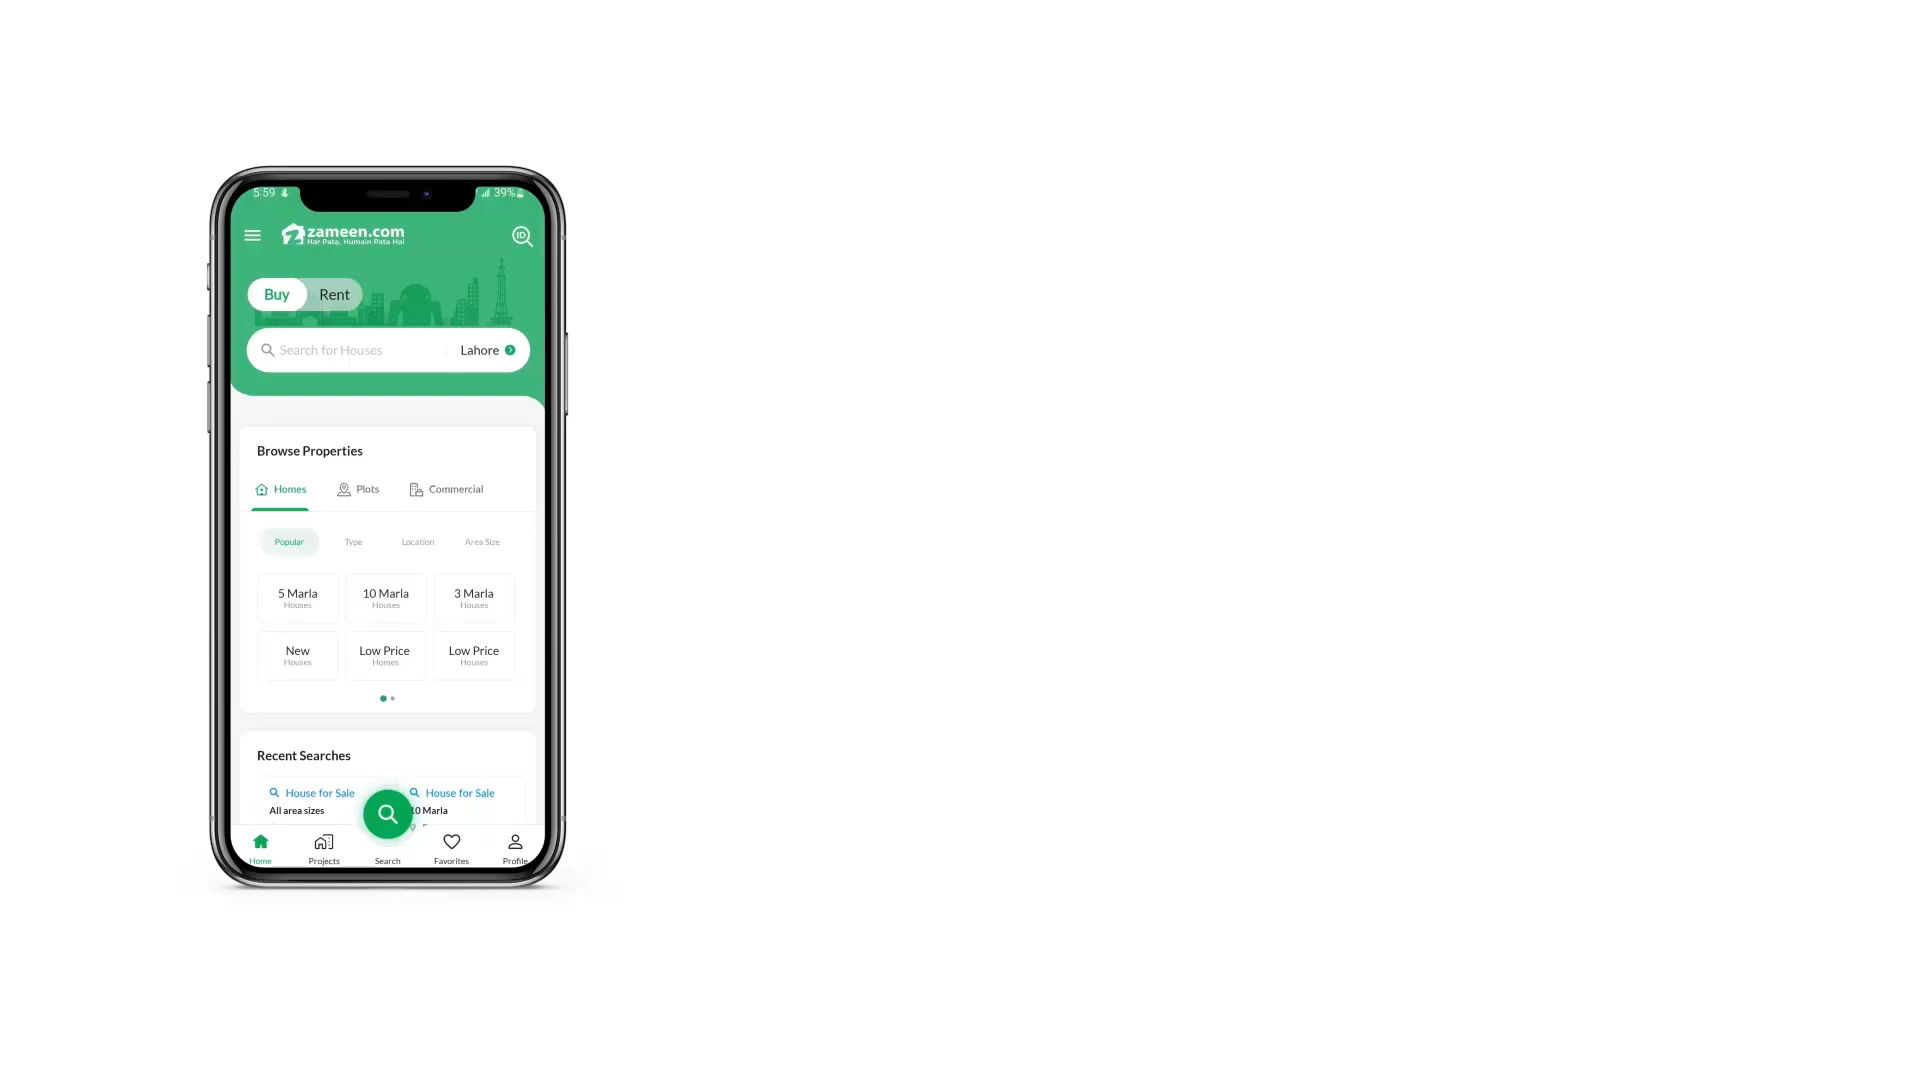 5:59
39%
zameen.com
Har Pata, Humain Pata Hai
ID
Buy Rent
Search for Houses Lahore
Browse Properties
Homes Plots Commercial
Popular Type Location Area Size
5 Marla 10 Marla 3 Marla
Houses Houses Houses
New Low Price Low Price
Houses Homes Houses
Recent Searches
House for Sale House for Sale
All area sizes 10 Marla
Home Projects Search Favorites Profile